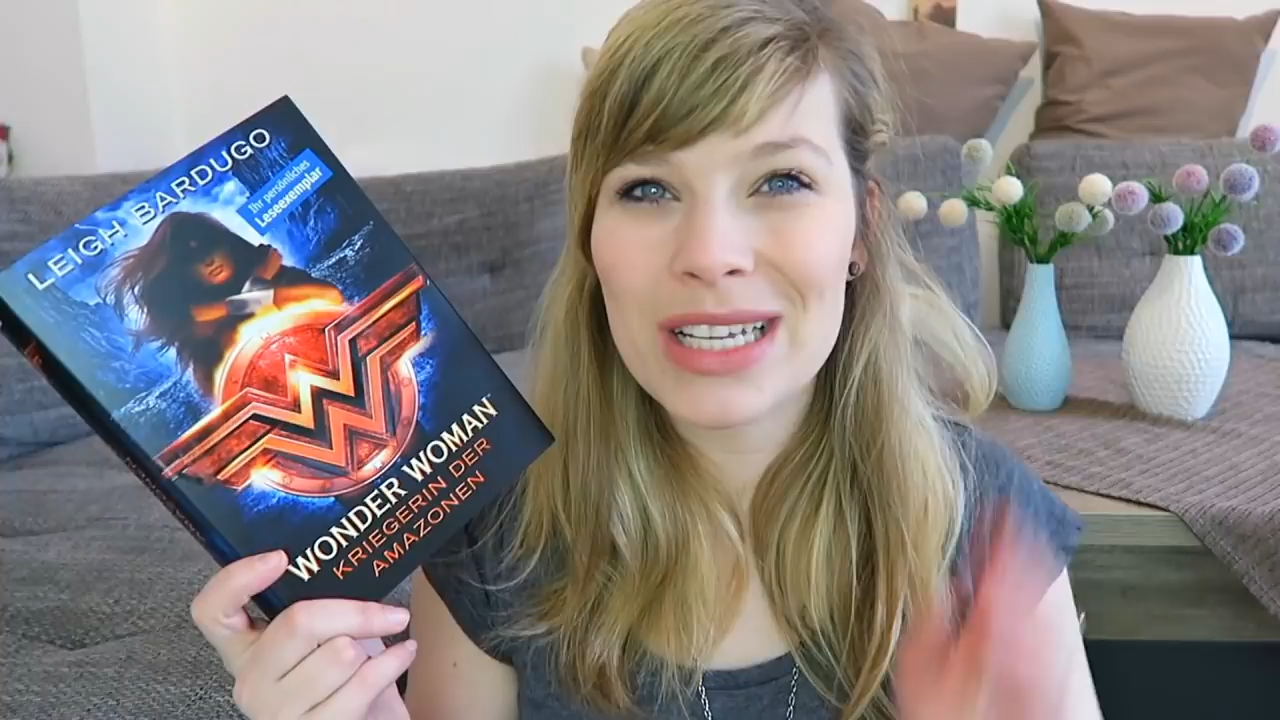 LEIGH BARDUGO
Ihr persönliches
Leseexemplar
WONDER WOMAN
KRIEGERIN DER
AMAZONEN